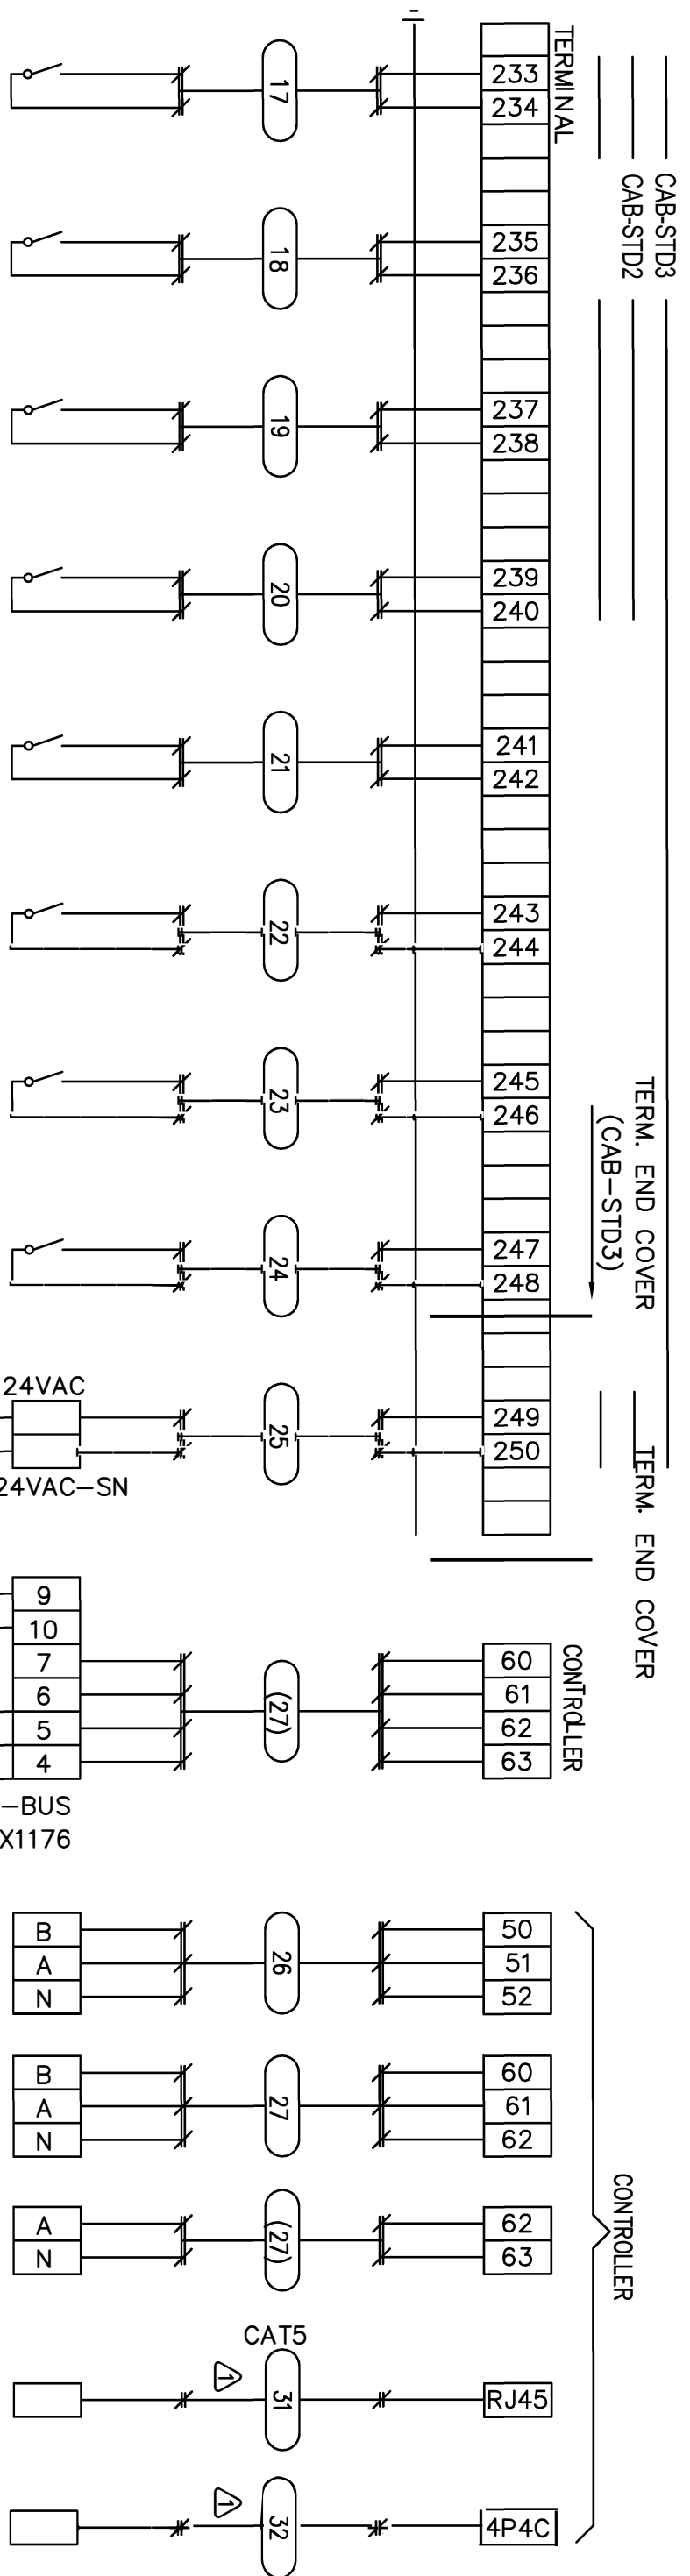 TERMINAL
CAB-STD3
CAB-STD2
17
233
234
18
235
236
19
237
238
20
239
240
21
241
242
22
243
244
23
245
246
TERM. END COVER
(CAB-STD3)
24
247
248
24VAC
25
249
250
24VAC-SN
TERM. END COVER
9
10
7
6
5
4
(27)
60
61
62
63
CONTROLLER
-BUS
X1176
B
A
N
26
50
51
52
B
A
N
27
60
61
62
CONTROLLER
A
N
(27)
62
63
CAT5
1
31
RJ45
1
32
4P4C